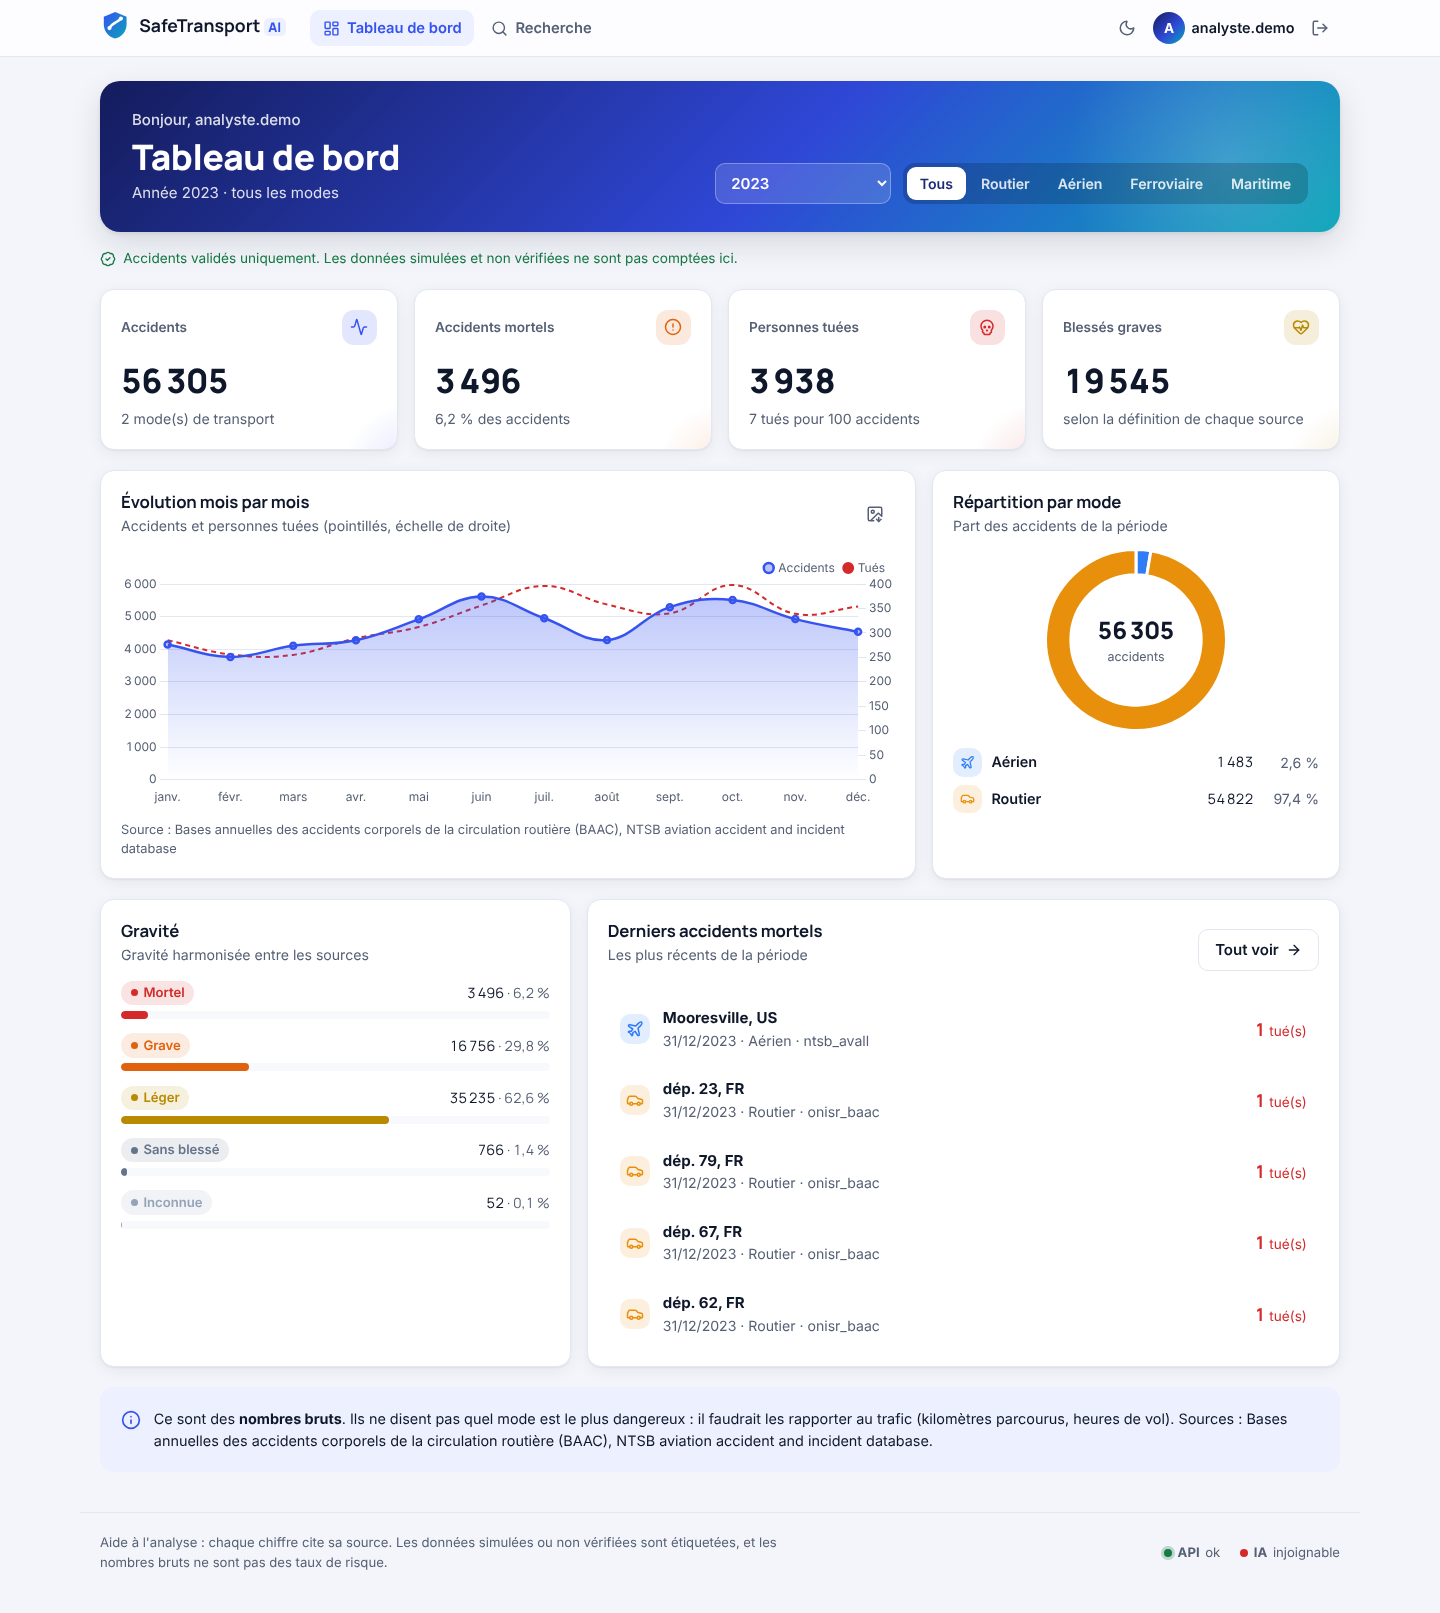 SafeTransport AI
Tableau de bord
Recherche
A
analyste.demo
Bonjour, analyste.demo
Tableau de bord
Année 2023 · tous les modes
2023
Tous
Routier
Aérien
Ferroviaire
Maritime
Accidents validés uniquement. Les données simulées et non vérifiées ne sont pas comptées ici.
Accidents
56 305
2 mode(s) de transport
Accidents mortels
3 496
6,2 % des accidents
Personnes tuées
3 938
7 tués pour 100 accidents
Blessés graves
19 545
selon la définition de chaque source
Évolution mois par mois
Accidents et personnes tuées (pointillés, échelle de droite)
Accidents
Tués
6 000
5 000
4 000
3 000
2 000
1 000
0
400
350
300
250
200
150
100
50
0
janv.
févr.
mars
avr.
mai
juin
juil.
août
sept.
oct.
nov.
déc.
Source : Bases annuelles des accidents corporels de la circulation routière (BAAC), NTSB aviation accident and incident
database
Répartition par mode
Part des accidents de la période
56 305
accidents
Aérien 1 483 2,6 %
Routier 54 822 97,4 %
Gravité
Gravité harmonisée entre les sources
Mortel 3 496 · 6,2 %
Grave 16 756 · 29,8 %
Léger 35 235 · 62,6 %
Sans blessé 766 · 1,4 %
Inconnue 52 · 0,1 %
Derniers accidents mortels
Les plus récents de la période
Tout voir
Mooresville, US
31/12/2023 · Aérien · ntsb_avall
1 tué(s)
dép. 23, FR
31/12/2023 · Routier · onisr_baac
1 tué(s)
dép. 79, FR
31/12/2023 · Routier · onisr_baac
1 tué(s)
dép. 67, FR
31/12/2023 · Routier · onisr_baac
1 tué(s)
dép. 62, FR
31/12/2023 · Routier · onisr_baac
1 tué(s)
Ce sont des nombres bruts. Ils ne disent pas quel mode est le plus dangereux : il faudrait les rapporter au trafic (kilomètres parcourus, heures de vol). Sources : Bases
annuelles des accidents corporels de la circulation routière (BAAC), NTSB aviation accident and incident database.
Aide à l'analyse : chaque chiffre cite sa source. Les données simulées ou non vérifiées sont étiquetées, et les
nombres bruts ne sont pas des taux de risque.
API ok
IA injoignable